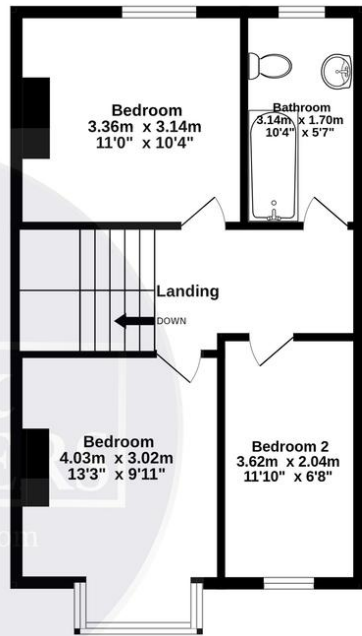 Bedroom
3.36m x 3.14m
11'0" x 10'4"
Bathroom
3.14m x 1.70m
10'4" x 5'7"
Landing
DOWN
Bedroom
4.03m x 3.02m
13'3" x 9'11"
Bedroom 2
3.62m x 2.04m
11'10" x 6'8"